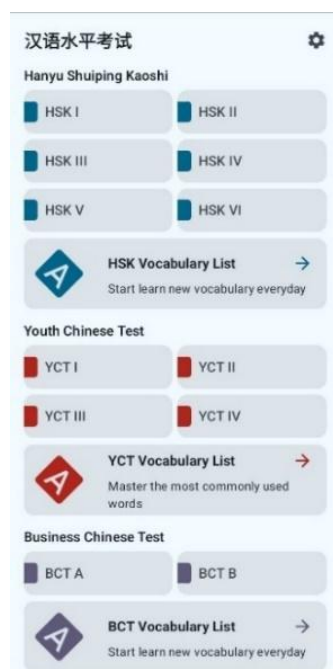 汉语水平考试
Hanyu Shuiping Kaoshi
HSK I
HSK II
HSK III
HSK IV
HSK V
HSK VI
HSK Vocabulary List
Start learn new vocabulary everyday
Youth Chinese Test
YCT I
YCT II
YCT III
YCT IV
YCT Vocabulary List
Master the most commonly used
words
Business Chinese Test
BCT A
BCT B
BCT Vocabulary List
Start learn new vocabulary everyday